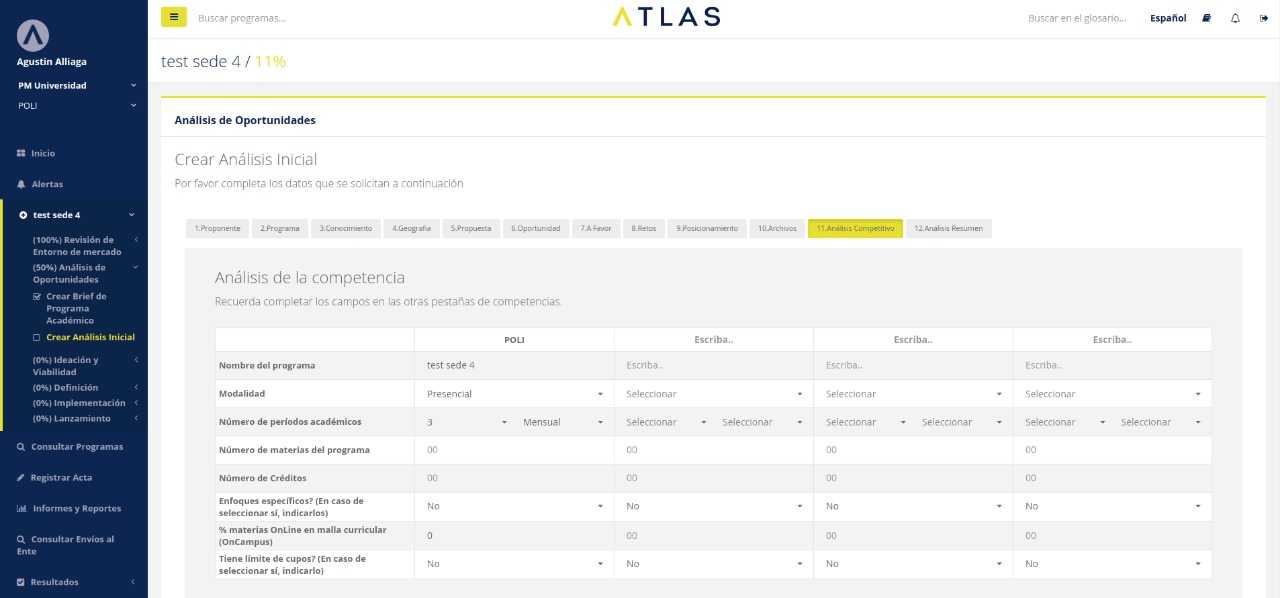 Buscar programas...
ATLAS
Buscar en el glosario...
Español
Agustin Alliaga
PM Universidad
POLI
Inicio
Alertas
test sede 4
(100%) Revisión de
Entorno de mercado
(50%) Análisis de
Oportunidades
Crear Brief de
Programa
Académico
Crear Análisis Inicial
(0%) Ideación y
Viabilidad
(0%) Definición
(0%) Implementación
(0%) Lanzamiento
Consultar Programas
Registrar Acta
Informes y Reportes
Consultar Envíos al
Ente
Resultados
test sede 4 / 11%
Análisis de Oportunidades
Crear Análisis Inicial
Por favor completa los datos que se solicitan a continuación
1.Proponente 2.Programa 3.Conocimiento 4.Geografía 5.Propuesta 6.Oportunidad 7.A Favor 8.Retos 9.Posicionamiento 10.Archivos 11.Análisis Competitivo 12.Analisis Resumen
Análisis de la competencia
Recuerda completar los campos en las otras pestañas de competencias.
POLI Escriba.. Escriba.. Escriba..
Nombre del programa test sede 4 Escriba.. Escriba.. Escriba..
Modalidad Presencial Seleccionar Seleccionar Seleccionar
Número de períodos académicos 3 Mensual Seleccionar Seleccionar Seleccionar Seleccionar Seleccionar Seleccionar
Número de materias del programa 00 00 00 00
Número de Créditos 00 00 00 00
Enfoques específicos? (En caso de
seleccionar sí, indicarlos) No No No No
% materias OnLine en malla curricular
(OnCampus) 0 00 00 00
Tiene límite de cupos? (En caso de
seleccionar sí, indicarlo) No No No No